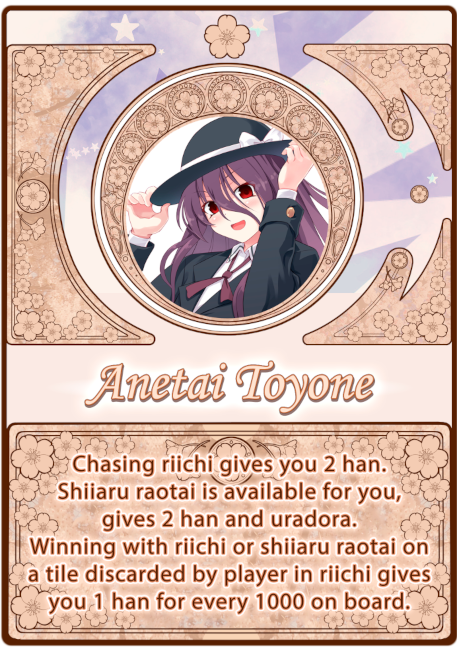 Anetai Toyone
Chasing riichi gives you 2 han.
Shiiaru raotai is available for you,
gives 2 han and uradora.
Winning with riichi or shiiaru raotai on
a tile discarded by player in riichi gives
you 1 han for every 1000 on board.